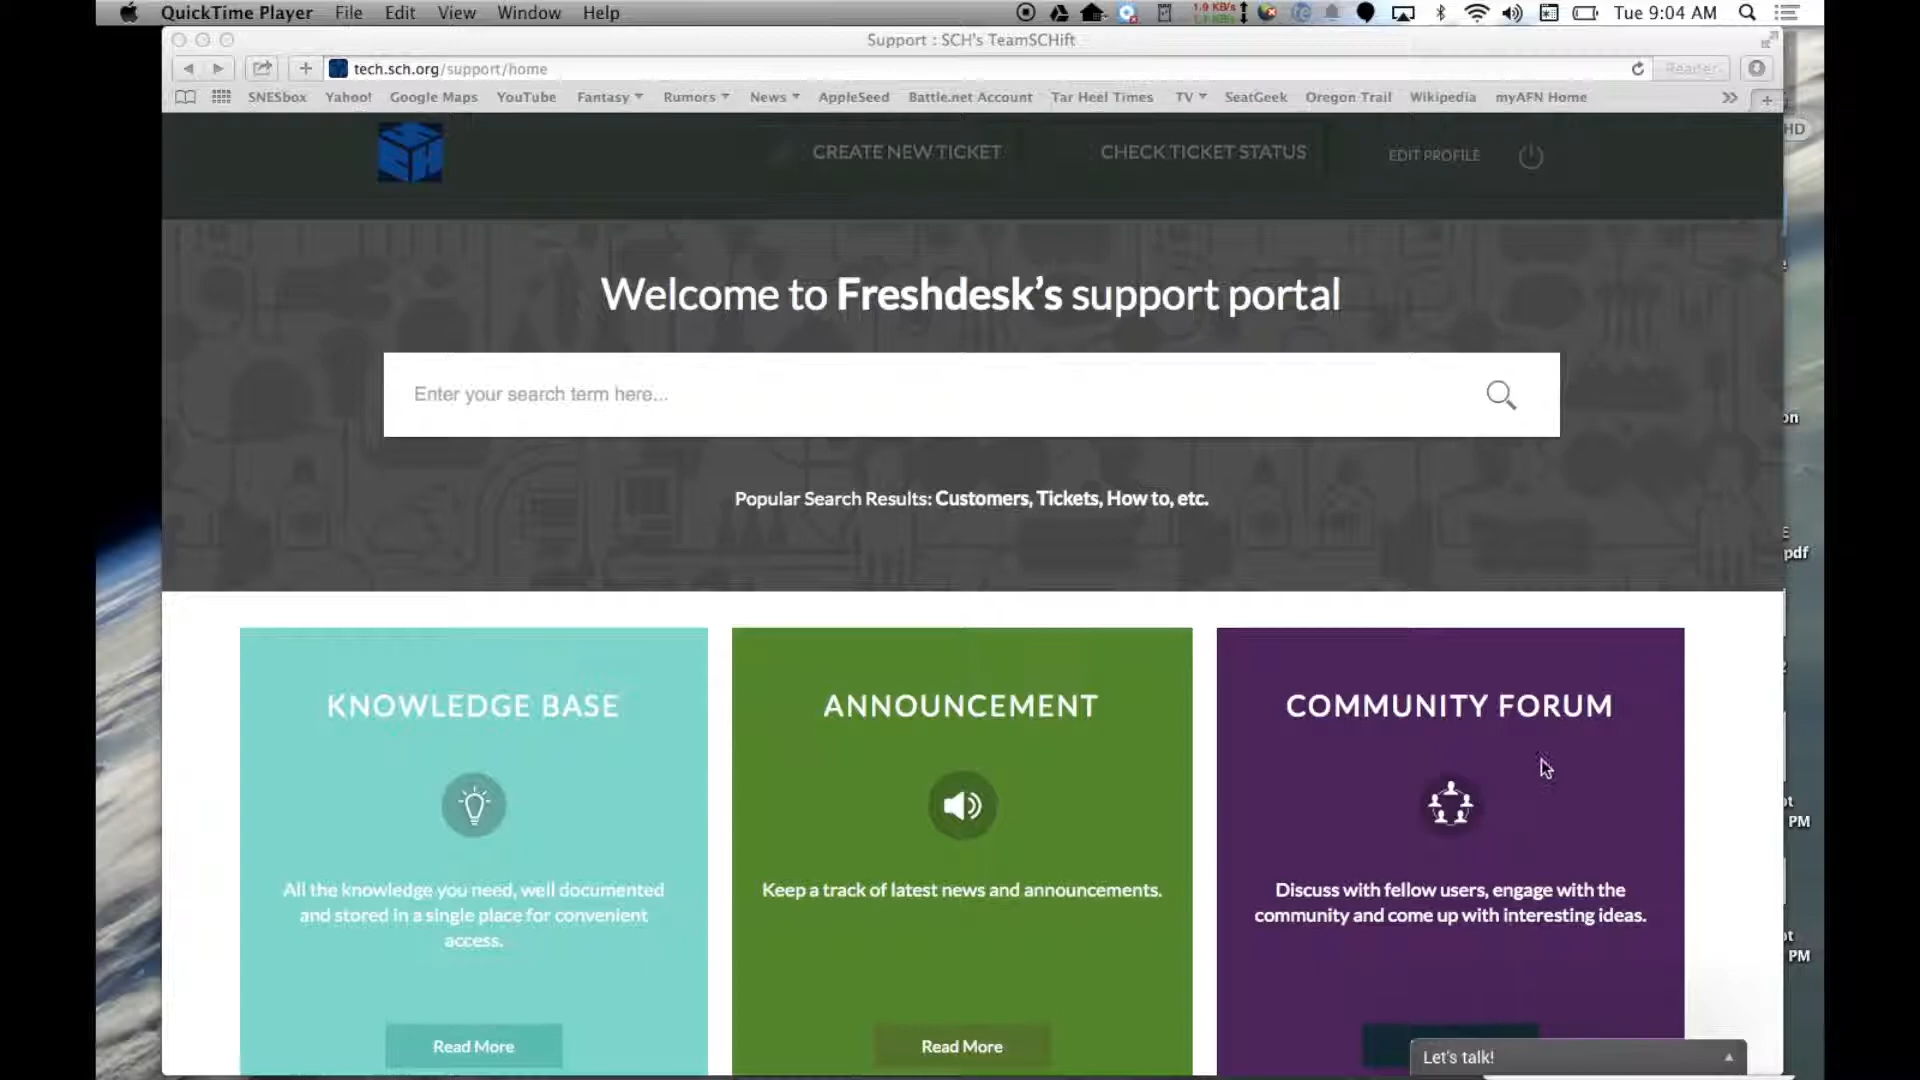 QuickTime Player File Edit View Window Help 1.9 KB/s Tue 9:04 AM
Support : SCH's TeamSCHift
tech.sch.org/support/home Reader
SNESbox Yahoo! Google Maps YouTube Fantasy Rumors News AppleSeed Battle.net Account Tar Heel Times TV SeatGeek Oregon Trail Wikipedia myAFN Home
HD
CREATE NEW TICKET CHECK TICKET STATUS EDIT PROFILE
Welcome to Freshdesk's support portal
Enter your search term here...
Popular Search Results: Customers, Tickets, How to, etc.
pdf
KNOWLEDGE BASE
All the knowledge you need, well documented
and stored in a single place for convenient
access.
Read More
ANNOUNCEMENT
Keep a track of latest news and announcements.
Read More
COMMUNITY FORUM
Discuss with fellow users, engage with the
community and come up with interesting ideas.
PM
PM
Let's talk!